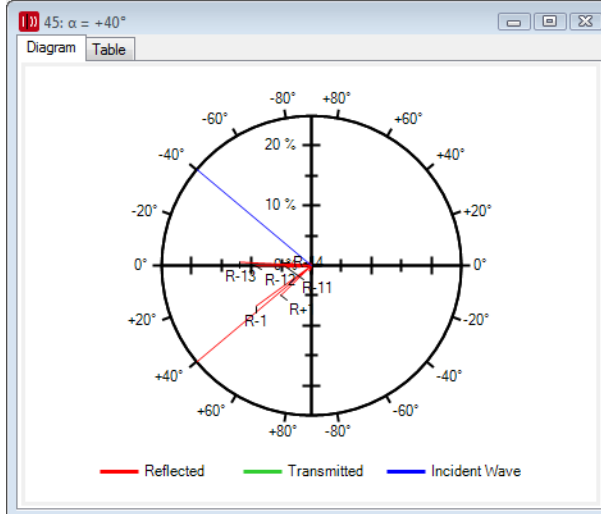 45: α = +40°
Diagram
Table
-80°
+80°
-60°
+60°
20 %
-40°
+40°
10 %
-20°
+20°
0°
0°
R-13
R-12
R-11
+20°
-20°
R-1
+40°
-40°
+60°
-60°
+80°
-80°
Reflected
Transmitted
Incident Wave